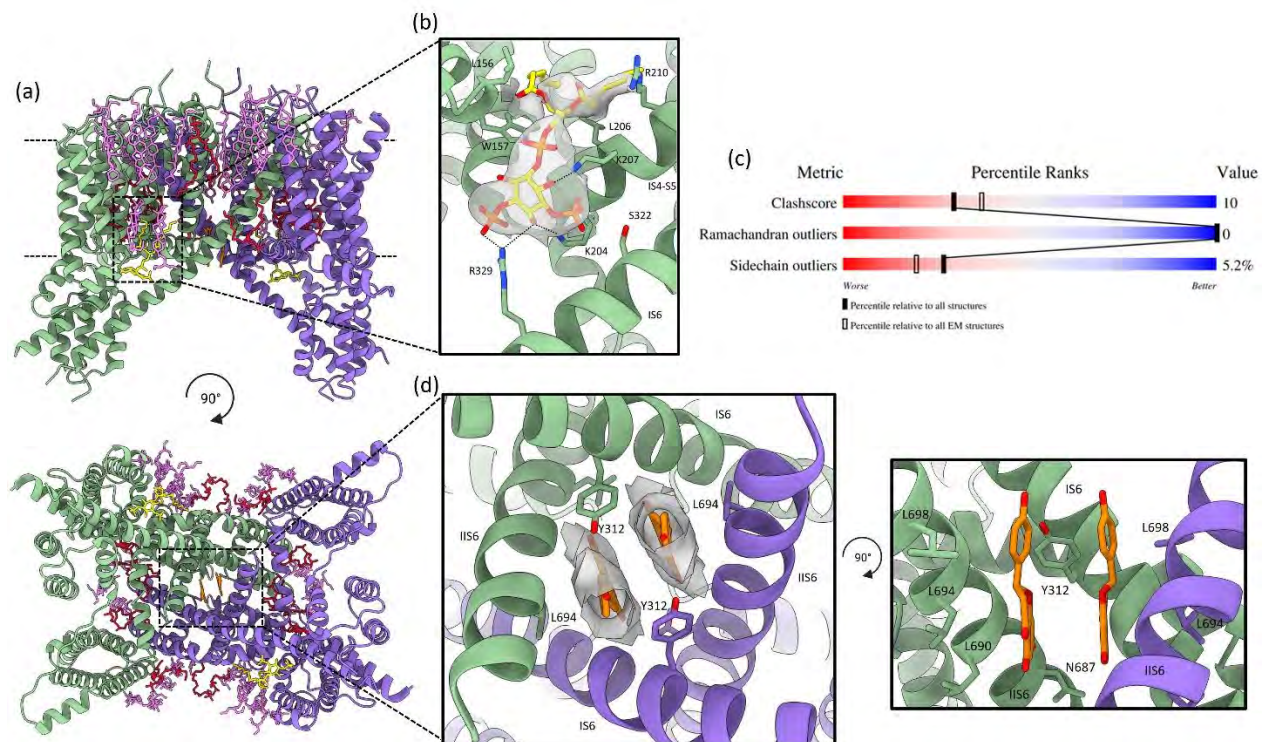 (a)
90°
(b)
L156
R210
L206
W157
K207
IS4-S5
S322
K204
R329
IS6
(c)
Metric Percentile Ranks Value
Clashscore 10
Ramachandran outliers 0
Sidechain outliers 5.2%
Worse Better
Percentile relative to all structures
Percentile relative to all EM structures
(d)
IS6
L694
Y312
IIS6
IIS6
Y312
L694
IS6
90°
IS6
L698
L698
Y312
L694
L694
L690
N687
IIS6
IIS6